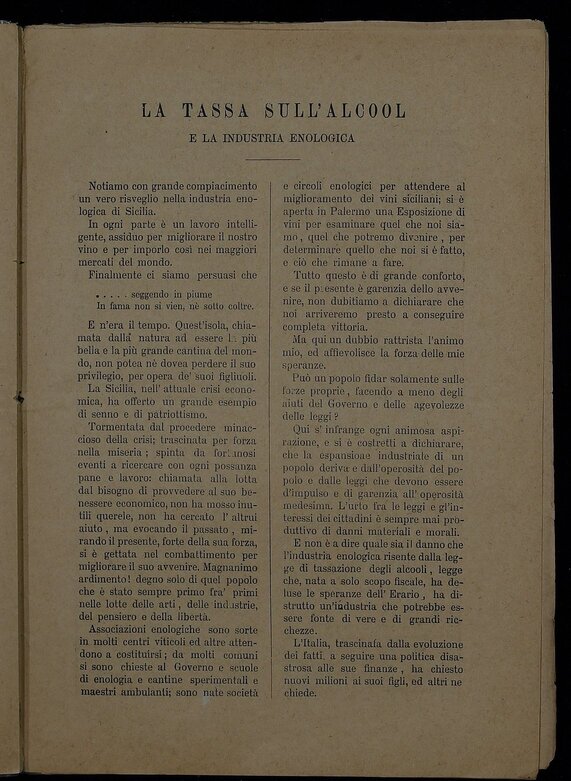 LA TASSA SULL'ALCOOL
E LA INDUSTRIA ENOLOGICA
Notiamo con grande compiacimento
un vero risveglio nella industria eno-
logica di Sicilia.
In ogni parte è un lavoro intelli-
gente, assiduo per migliorare il nostro
vino e per imporlo così nei maggiori
mercati del mondo.
Finalmente ci siamo persuasi che
. . . . . seggendo in piume
In fama non si vien, nè sotto coltre.
E n'era il tempo. Quest'isola, chia-
mata dalla natura ad essere la più
bella e la più grande cantina del mon-
do, non potea nè dovea perdere il suo
privilegio, per opera de' suoi figliuoli.
La Sicilia, nell' attuale crisi econo-
mica, ha offerto un grande esempio
di senno e di patriottismo.
Tormentata dal procedere minac-
cioso della crisi; trascinata per forza
nella miseria ; spinta da for:unosi
eventi a ricercare con ogni possanza
pane e lavoro: chiamata alla lotta
dal bisogno di provvedere al suo be-
nessere economico, non ha mosso inu-
tili querele, non ha cercato l' altrui
aiuto , ma evocando il passato , mi-
rando il presente, forte della sua forza,
si è gettata nel combattimento per
migliorare il suo avvenire. Magnanimo
ardimento! degno solo di quel popolo
che è stato sempre primo fra' primi
nelle lotte delle arti , delle industrie,
del pensiero e della libertà.
Associazioni enologiche sono sorte
in molti centri viticoli ed altre atten-
dono a costituirsi ; da molti comuni
si sono chieste al Governo e scuole
di enologia e cantine sperimentali e
maestri ambulanti; sono nate società
e circoli enologici per attendere al
miglioramento dei vini siciliani; si è
aperta in Palermo una Esposizione di
vini per esaminare quel che noi sia-
mo , quel che potremo divenire , per
determinare quello che noi si è fatto,
e ciò che rimane a fare.
Tutto questo è di grande conforto,
e se il presente è garenzia dello avve-
nire, non dubitiamo a dichiarare che
noi arriveremo presto a conseguire
completa vittoria.
Ma qui un dubbio rattrista l'animo
mio, ed affievolisce la forza delle mie
speranze.
Può un popolo fidar solamente sulle
forze proprie , facendo a meno degli
aiuti del Governo e delle agevolezze
delle leggi ?
Qui s' infrange ogni animosa aspi-
razione, e si è costretti a dichiarare,
che la espansione industriale di un
popolo deriva e dall'operosità del po-
polo e dalle leggi che devono essere
d'impulso e di garenzia all' operosità
medesima. L'urto fra le leggi e gl'in-
teressi dei cittadini è sempre mai pro-
duttivo di danni materiali e morali.
E non è a dire quale sia il danno che
l'industria enologica risente dalla leg-
ge di tassazione degli alcooli , legge
che, nata a solo scopo fiscale, ha de-
luse le speranze dell' Erario , ha di-
strutto un'industria che potrebbe es-
sere fonte di vere e di grandi ric-
chezze.
L'Italia, trascinata dalla evoluzione
dei fatti, a seguire una politica disa-
strosa alle sue finanze , ha chiesto
nuovi milioni ai suoi figli, ed altri ne
chiede.